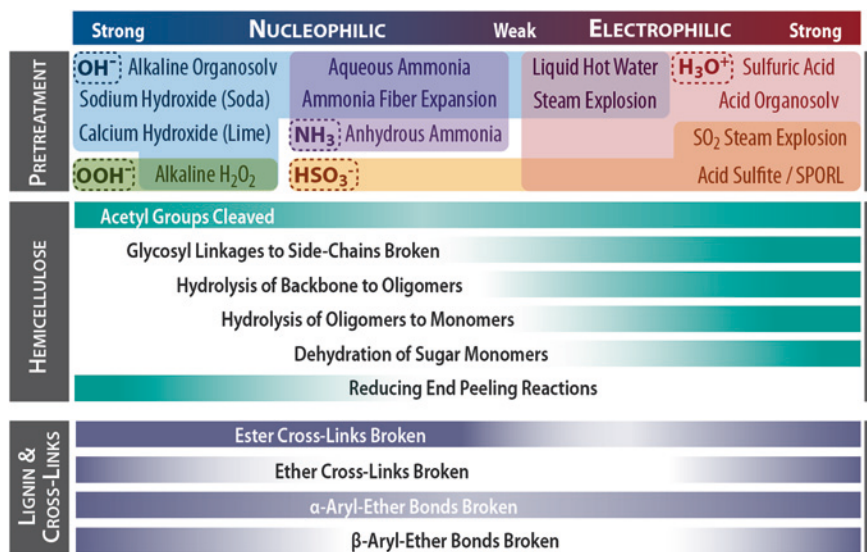 Strong NUCLEOPHILIC Weak ELECTROPHILIC Strong
PRETREATMENT
OH⁻ Alkaline Organosolv Aqueous Ammonia Liquid Hot Water H₃O⁺ Sulfuric Acid
Sodium Hydroxide (Soda) Ammonia Fiber Expansion Steam Explosion Acid Organosolv
Calcium Hydroxide (Lime) NH₃ Anhydrous Ammonia SO₂ Steam Explosion
OOH⁻ Alkaline H₂O₂ HSO₃⁻ Acid Sulfite / SPORL
HEMICELLULOSE
Acetyl Groups Cleaved
Glycosyl Linkages to Side-Chains Broken
Hydrolysis of Backbone to Oligomers
Hydrolysis of Oligomers to Monomers
Dehydration of Sugar Monomers
Reducing End Peeling Reactions
LIGNIN &
CROSS-LINKS
Ester Cross-Links Broken
Ether Cross-Links Broken
α-Aryl-Ether Bonds Broken
β-Aryl-Ether Bonds Broken